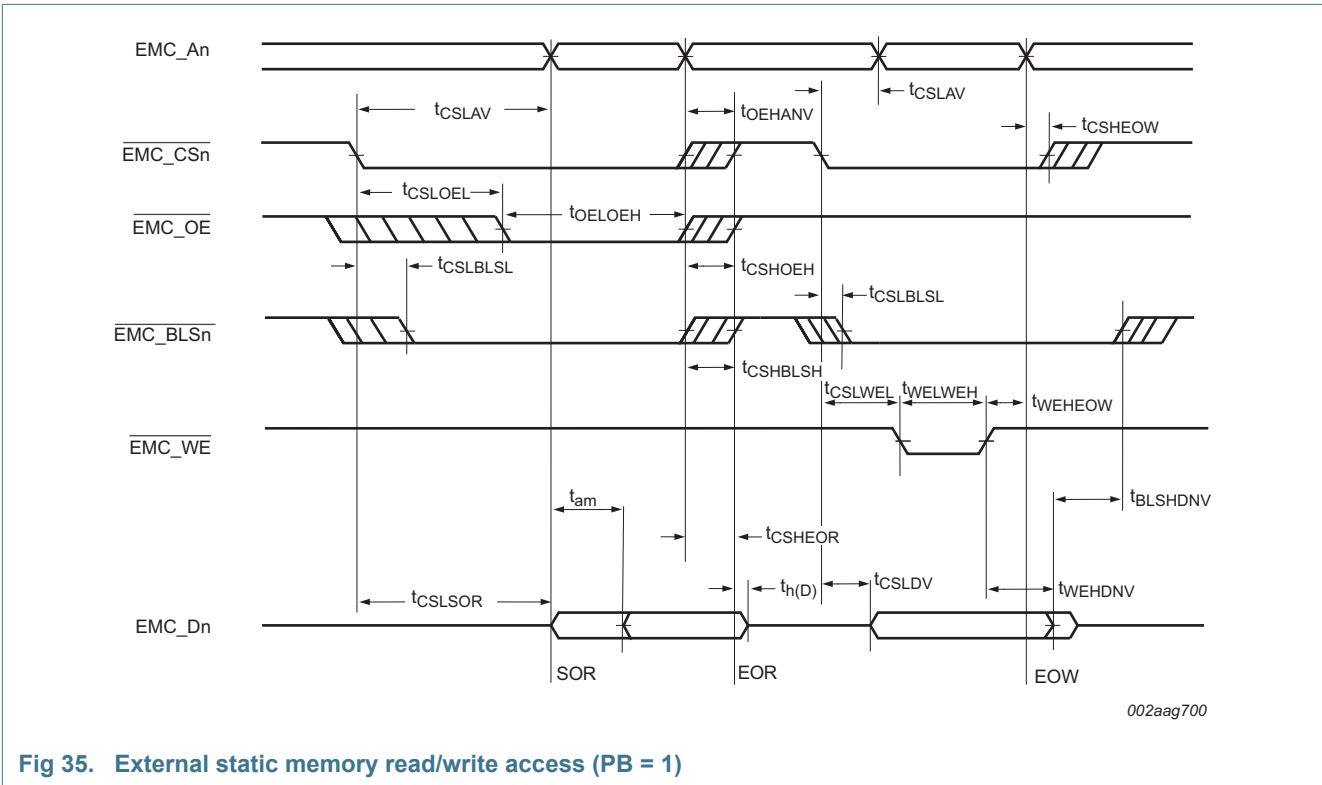 EMC_An
tCSLAV
tOEHANV
tCSLAV
tCSHEOW
EMC_CSn
tCSLOEL
tOELOEH
EMC_OE
tCSLBLSL
tCSHOEH
tCSLBLSL
EMC_BLSn
tCSHBLSH
tCSLWEL
tWELWEH
tWEHEOW
EMC_WE
tam
tBLSHDNV
tCSHEOR
tCSLSOR
th(D)
tCSLDV
tWEHDNV
EMC_Dn
SOR
EOR
EOW
002aag700
Fig 35. External static memory read/write access (PB = 1)